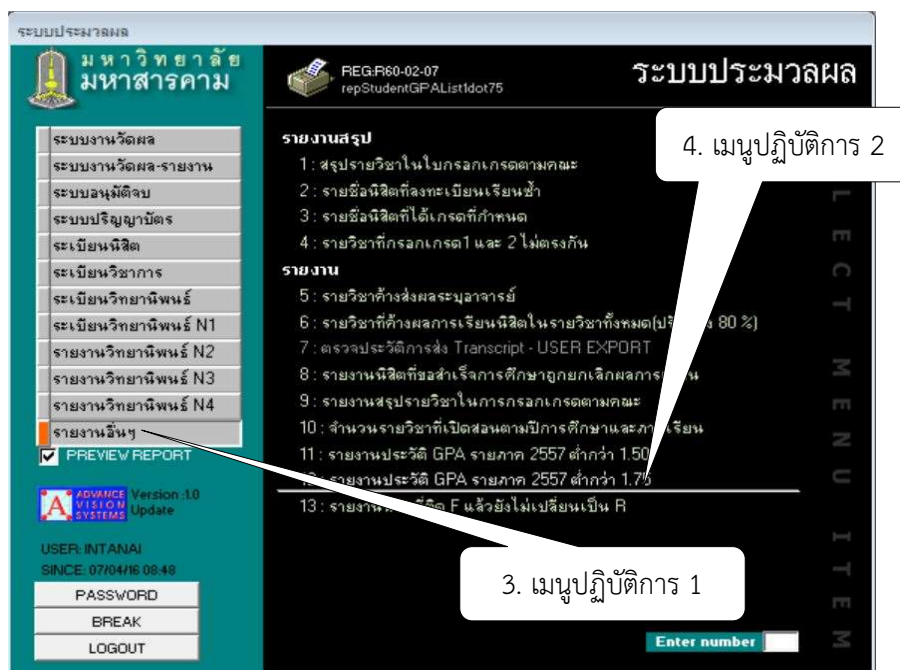 ระบบประมวลผล
มหาวิทยาลัย
มหาสารคาม
REG:R60-02-07
repStudentGPAList1dot75
ระบบประมวลผล
4. เมนูปฏิบัติการ 2
ระบบงานวัดผล
ระบบงานวัดผล-รายงาน
ระบบอนุมัติจบ
ระบบปริญญาบัตร
ระเบียนนิสิต
ระเบียนวิชาการ
ระเบียนวิทยานิพนธ์
ระเบียนวิทยานิพนธ์ N1
รายงานวิทยานิพนธ์ N2
รายงานวิทยานิพนธ์ N3
รายงานวิทยานิพนธ์ N4
รายงานอื่นๆ
PREVIEW REPORT
ADVANCE
VISION
SYSTEMS
Version :1.0
Update
USER: INTANAI
SINCE: 07/04/16 08:48
PASSWORD
BREAK
LOGOUT
รายงานสรุป
1 : สรุปรายวิชาในใบกรอกเกรดตามคณะ
2 : รายชื่อนิสิตที่ลงทะเบียนเรียนซ้ำ
3 : รายชื่อนิสิตที่ได้เกรดที่กำหนด
4 : รายวิชาที่กรอกเกรด1 และ 2 ไม่ตรงกัน
รายงาน
5 : รายวิชาค้างส่งผลระบุอาจารย์
6 : รายวิชาที่ค้างผลการเรียนนิสิตในรายวิชาทั้งหมด 80 %)
7 : ตรวจประวัติการส่ง Transcript - USER EXPORT
8 : รายงานนิสิตที่ขอสำเร็จการศึกษาถูกยกเลิกผลการ
9 : รายงานสรุปรายวิชาในการกรอกเกรดตามคณะ
10 : จำนวนรายวิชาที่เปิดสอนตามปีการศึกษาและ เรียน
11 : รายงานประวัติ GPA รายภาค 2557 ต่ำกว่า 1.50
รายงานประวัติ GPA รายภาค 2557 ต่ำกว่า 1.75
13 : รายงาน F แล้วยังไม่เปลี่ยนเป็น R
3. เมนูปฏิบัติการ 1
Enter number
LECT MENU ITEM